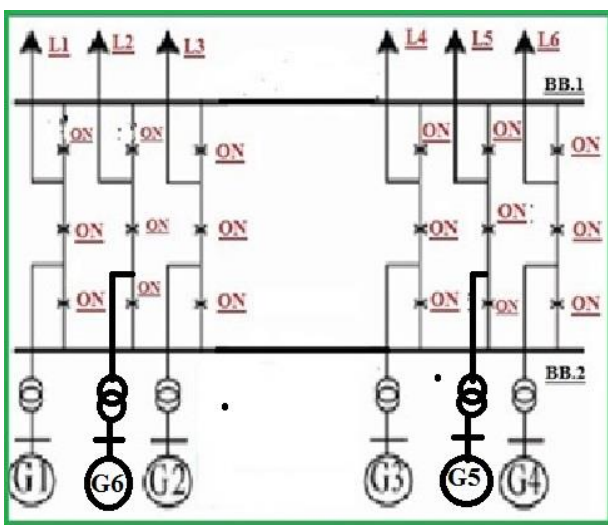 L1 L2 L3 L4 L5 L6
BB.1
ON ON ON ON ON ON
ON ON ON ON ON ON
ON ON ON ON ON ON
BB.2
G1 G6 G2 G3 G5 G4